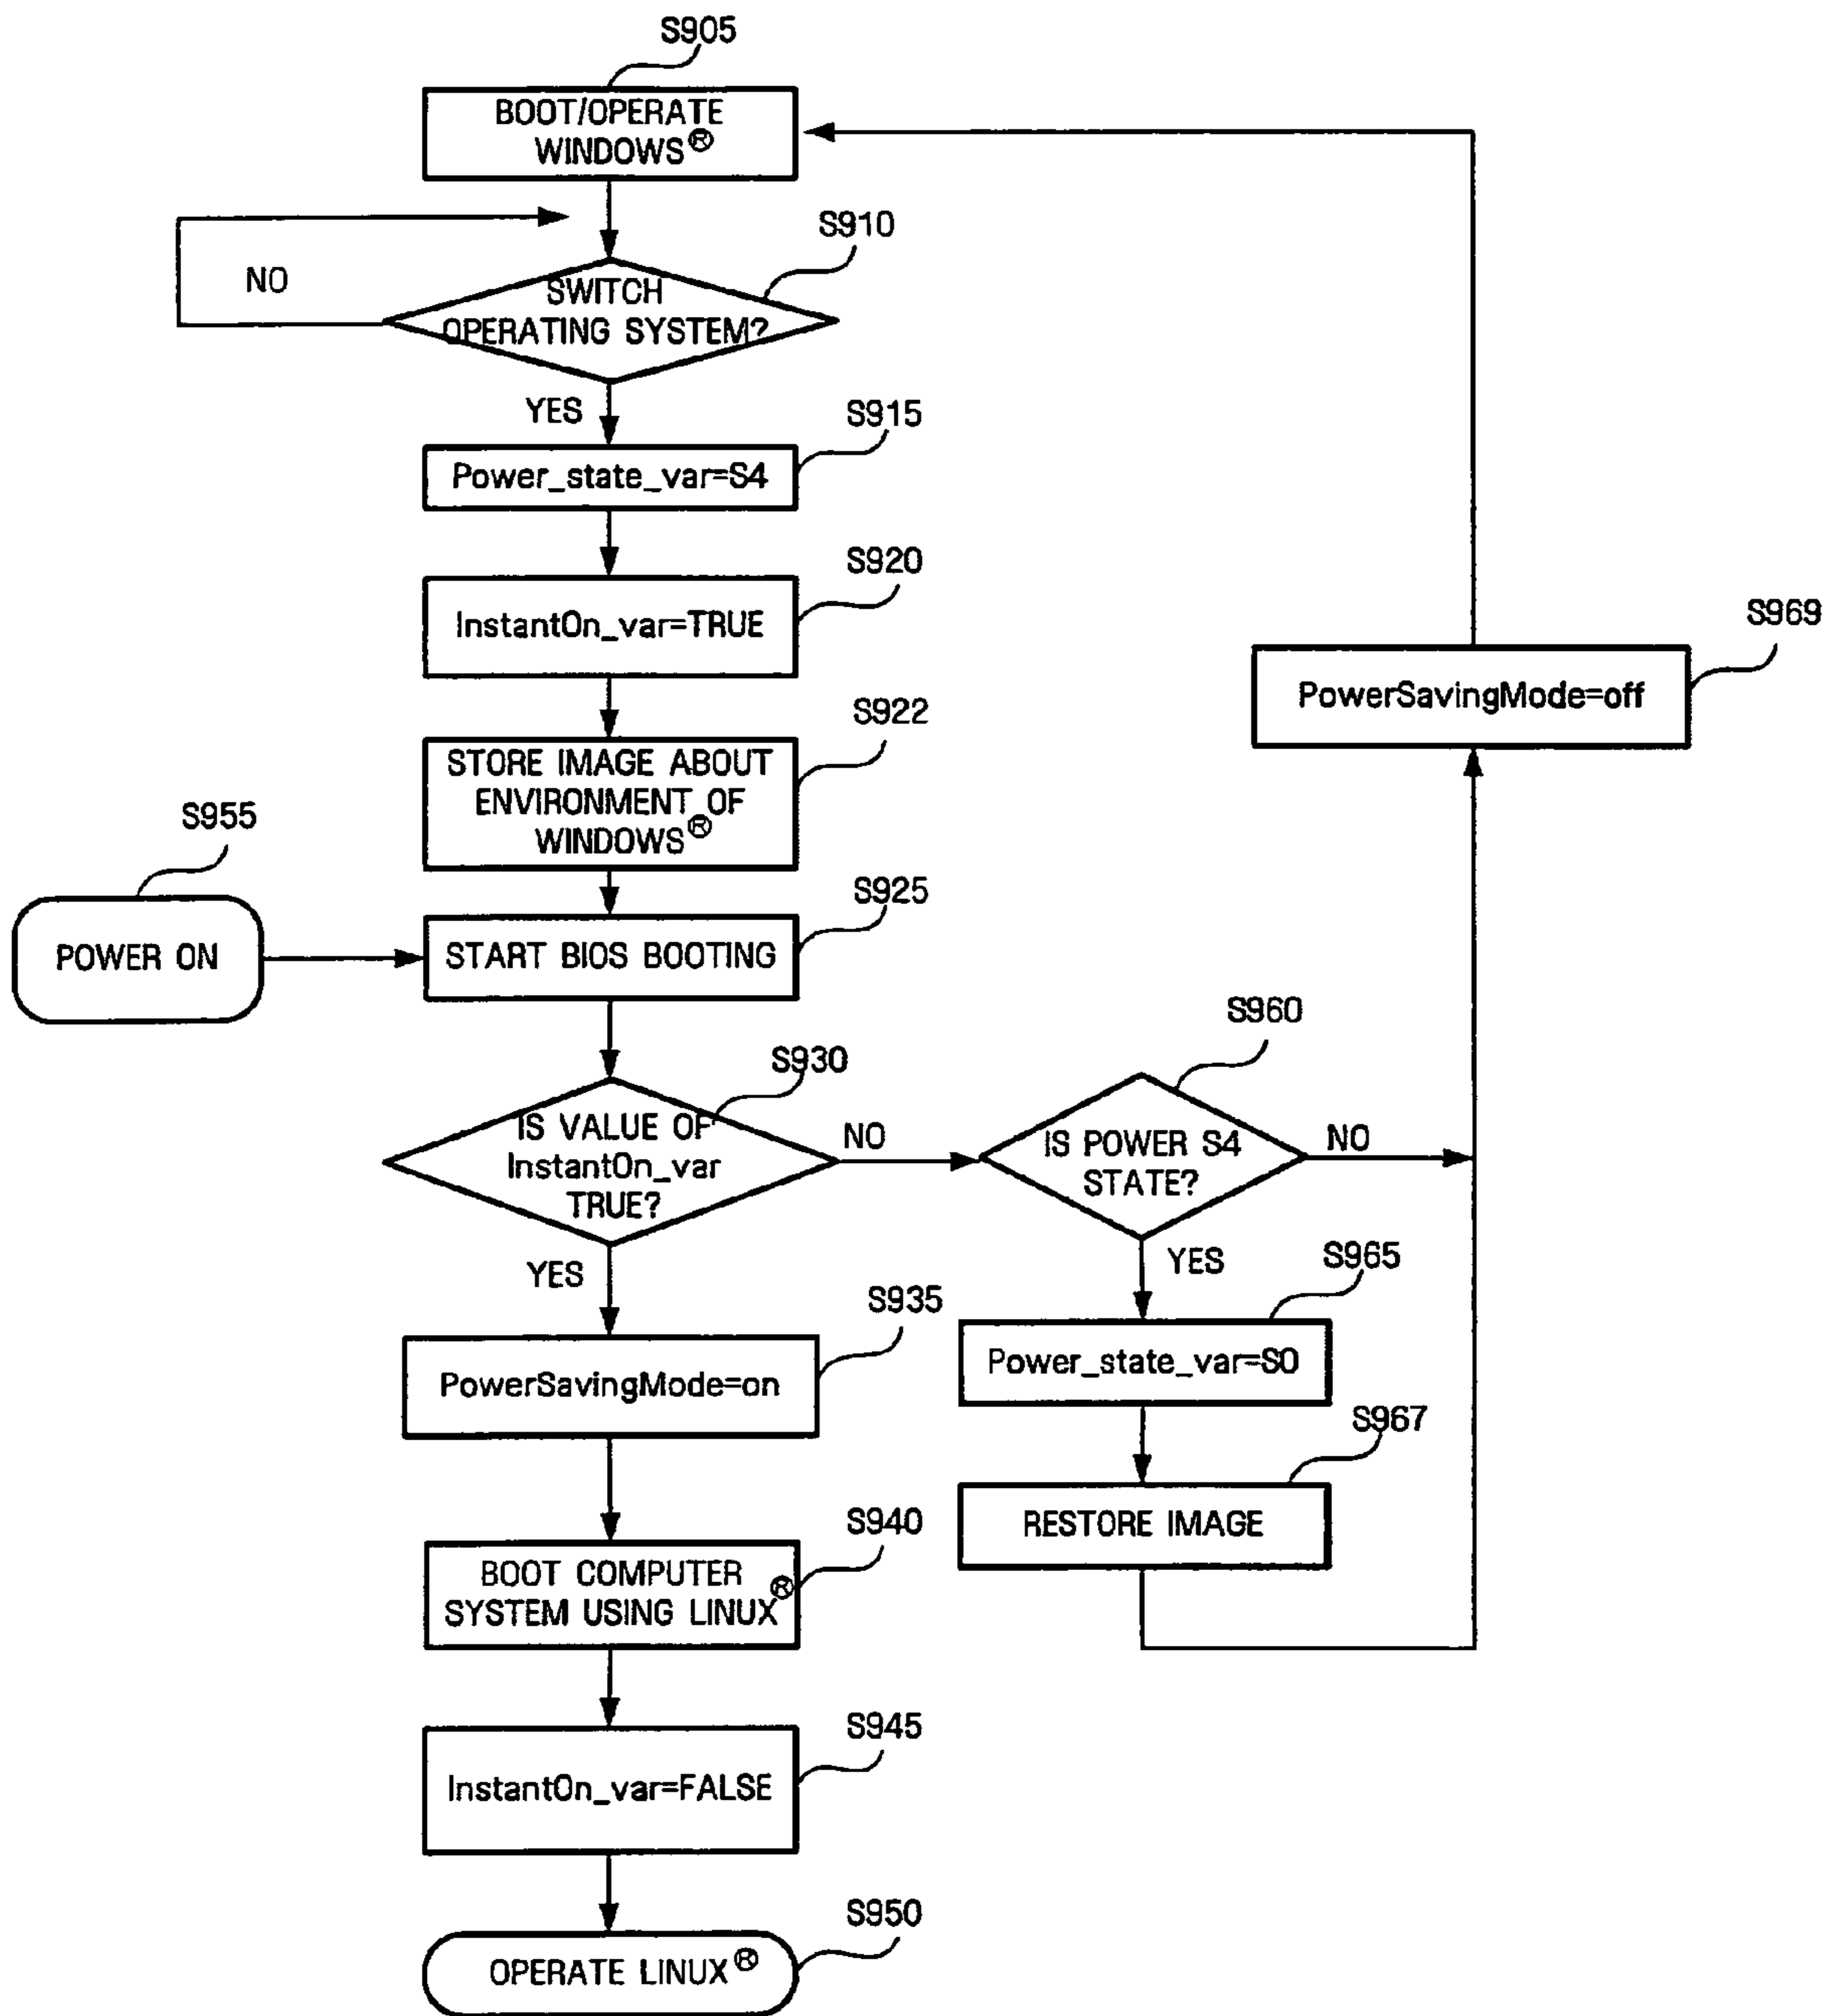 S905
BOOT/OPERATE
WINDOWS®
S910
NO
SWITCH
OPERATING SYSTEM?
YES
S915
Power_state_var=S4
S920
InstantOn_var=TRUE
S969
PowerSavingMode=off
S922
STORE IMAGE ABOUT
ENVIRONMENT OF
WINDOWS®
S955
POWER ON
S925
START BIOS BOOTING
S930
IS VALUE OF
InstantOn_var
TRUE?
NO
S960
IS POWER S4
STATE?
NO
YES
YES
S935
PowerSavingMode=on
S965
Power_state_var=S0
S967
RESTORE IMAGE
S940
BOOT COMPUTER
SYSTEM USING LINUX®
S945
InstantOn_var=FALSE
S950
OPERATE LINUX®